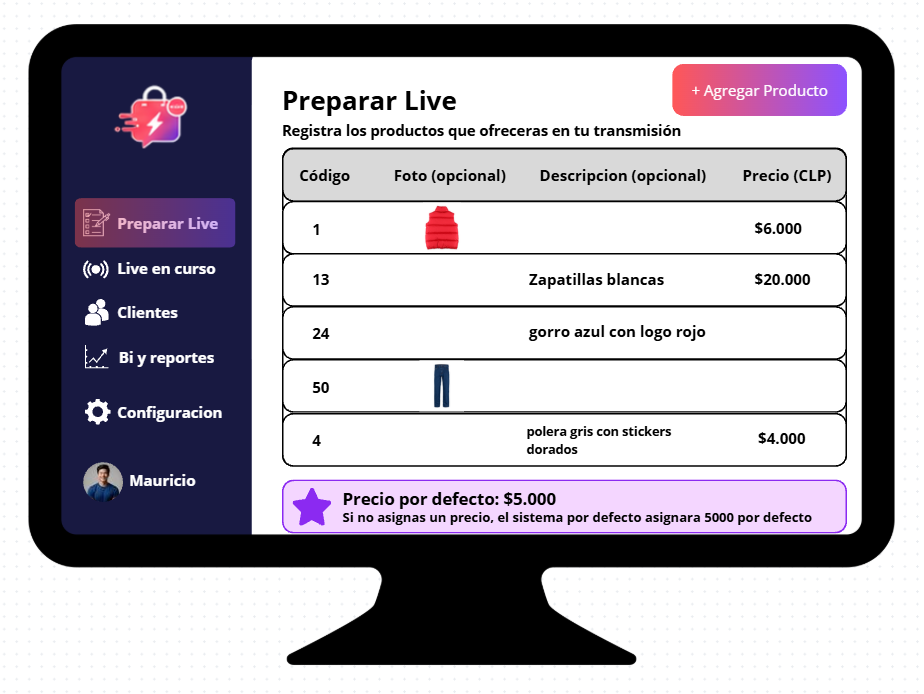 + Agregar Producto
Preparar Live
Registra los productos que ofreceras en tu transmisión
Código Foto (opcional) Descripcion (opcional) Precio (CLP)
1 $6.000
13 Zapatillas blancas $20.000
24 gorro azul con logo rojo
50
4 polera gris con stickers dorados $4.000
Precio por defecto: $5.000
Si no asignas un precio, el sistema por defecto asignara 5000 por defecto
Preparar Live
Live en curso
Clientes
Bi y reportes
Configuracion
Mauricio